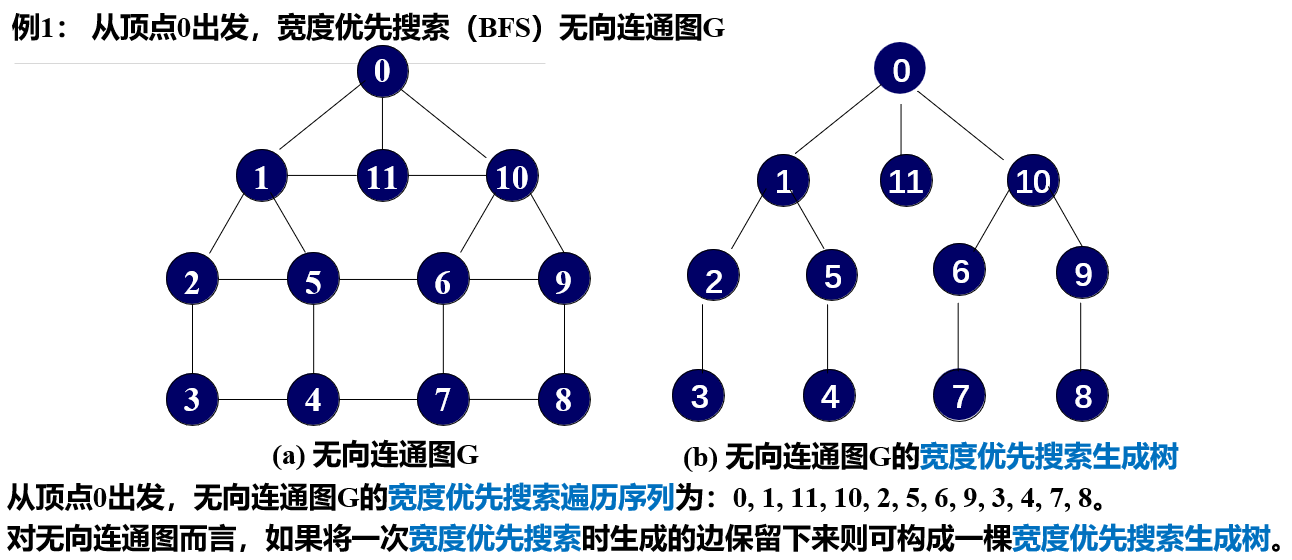 例1： 从顶点0出发，宽度优先搜索（BFS）无向连通图G
0 0
1 11 10 1 11 10
2 5 6 9 2 5 6 9
3 4 7 8 3 4 7 8
(a) 无向连通图G (b) 无向连通图G的宽度优先搜索生成树
从顶点0出发，无向连通图G的宽度优先搜索遍历序列为：0, 1, 11, 10, 2, 5, 6, 9, 3, 4, 7, 8。
对无向连通图而言，如果将一次宽度优先搜索时生成的边保留下来则可构成一棵宽度优先搜索生成树。